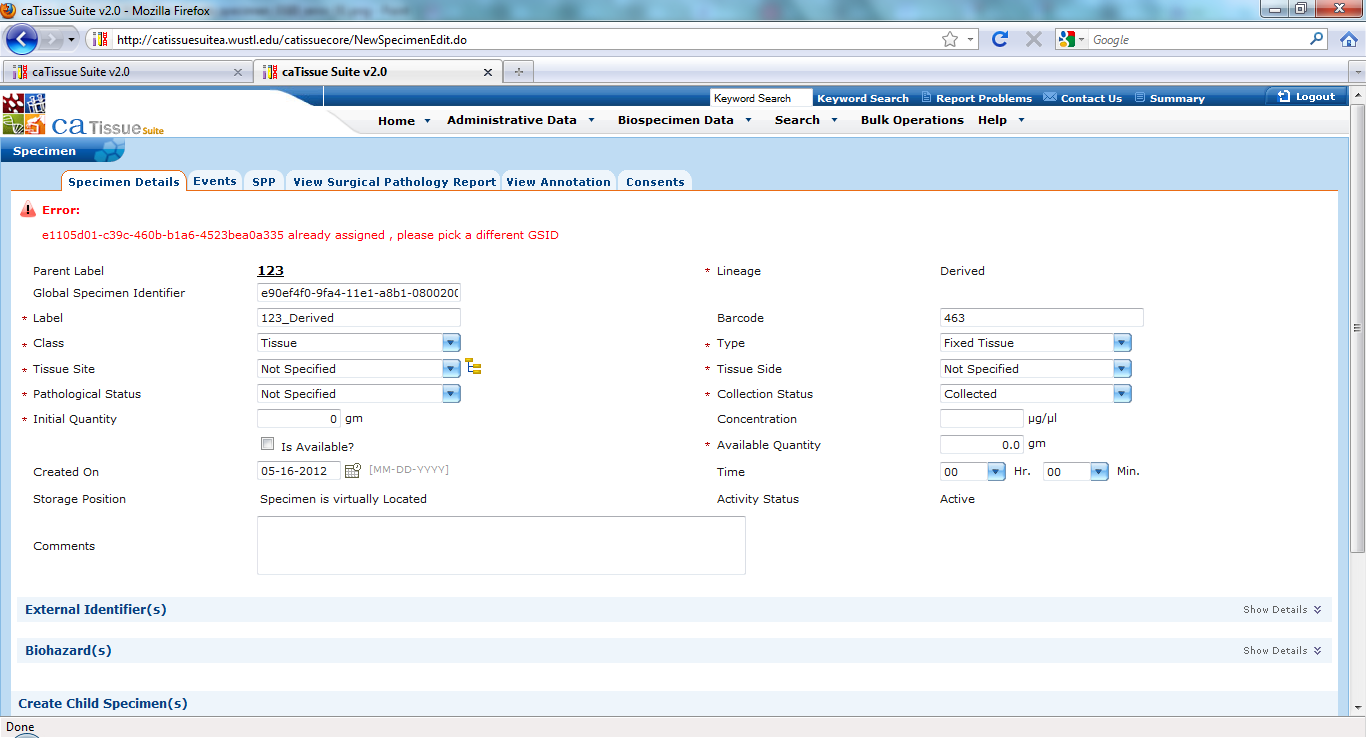 caTissue Suite v2.0 - Mozilla Firefox
http://catissuesuitea.wustl.edu/catissuecore/NewSpecimenEdit.do
Google
caTissue Suite v2.0
caTissue Suite v2.0
Keyword Search Keyword Search Report Problems Contact Us Summary Logout
ca Tissue Suite
Home Administrative Data Biospecimen Data Search Bulk Operations Help
Specimen
Specimen Details Events SPP View Surgical Pathology Report View Annotation Consents
Error:
e1105d01-c39c-460b-b1a6-4523bea0a335 already assigned , please pick a different GSID
Parent Label 123 * Lineage Derived
Global Specimen Identifier e90ef4f0-9fa4-11e1-a8b1-0800200
* Label 123_Derived Barcode 463
* Class Tissue * Type Fixed Tissue
* Tissue Site Not Specified * Tissue Side Not Specified
* Pathological Status Not Specified * Collection Status Collected
* Initial Quantity 0 gm Concentration µg/µl
Is Available? * Available Quantity 0.0 gm
Created On 05-16-2012 [MM-DD-YYYY] Time 00 Hr. 00 Min.
Storage Position Specimen is virtually Located Activity Status Active
Comments
External Identifier(s) Show Details
Biohazard(s) Show Details
Create Child Specimen(s)
Done